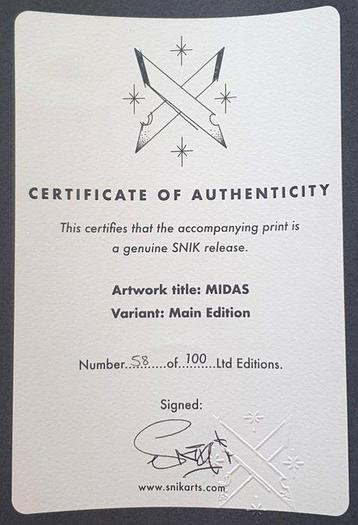 CERTIFICATE OF AUTHENTICITY
This certifies that the accompanying print is
a genuine SNIK release.
Artwork title: MIDAS
Variant: Main Edition
Number...58......of..100...Ltd Editions.
Signed:
www.snikarts.com